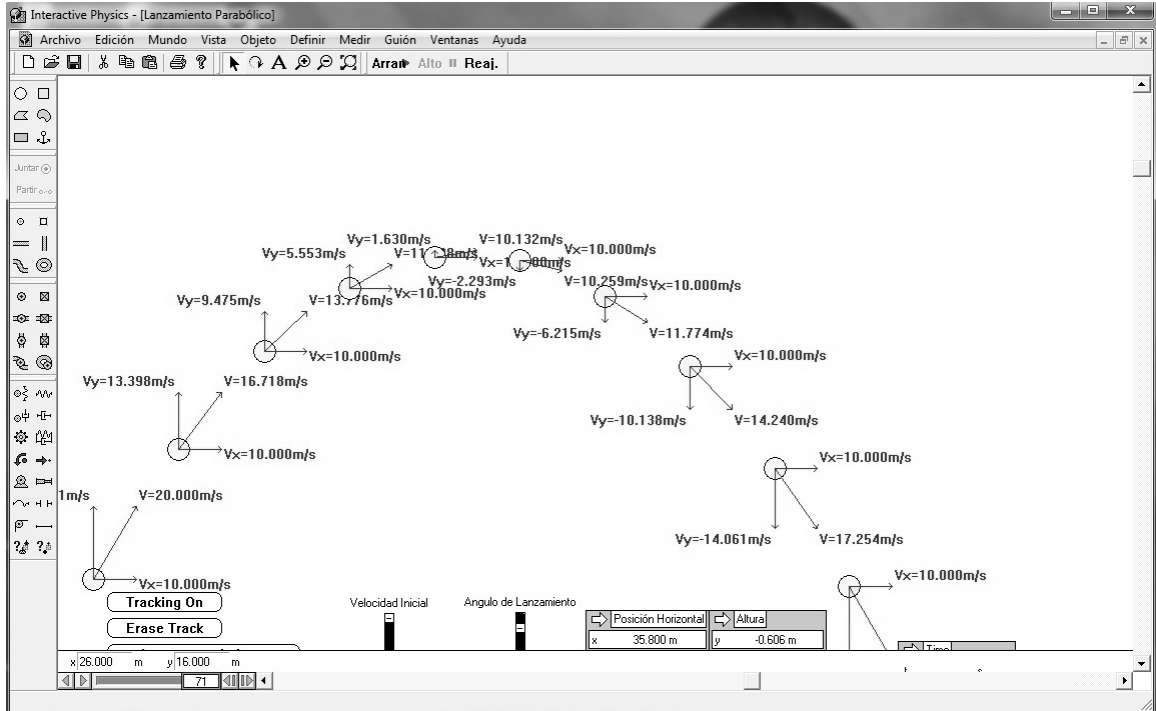 Interactive Physics - [Lanzamiento Parabólico]
Archivo Edición Mundo Vista Objeto Definir Medir Guión Ventanas Ayuda
Alto Reaj.
Juntar
Partir
Vy=1.630m/s V=10.132m/s
Vy=5.553m/s Vx=10.000m/s
Vy=-2.293m/s V=10.259m/s Vx=10.000m/s
Vy=9.475m/s Vx=10.000m/s
Vy=-6.215m/s V=11.774m/s
Vx=10.000m/s Vx=10.000m/s
Vy=13.398m/s V=16.718m/s
Vy=-10.138m/s V=14.240m/s
Vx=10.000m/s Vx=10.000m/s
1m/s V=20.000m/s
Vy=-14.061m/s V=17.254m/s
Vx=10.000m/s Vx=10.000m/s
Tracking On Velocidad Inicial Angulo de Lanzamiento
Posición Horizontal Altura
Erase Track
x 35.800 m y -0.606 m
x 26.000 m y 16.000 m
71